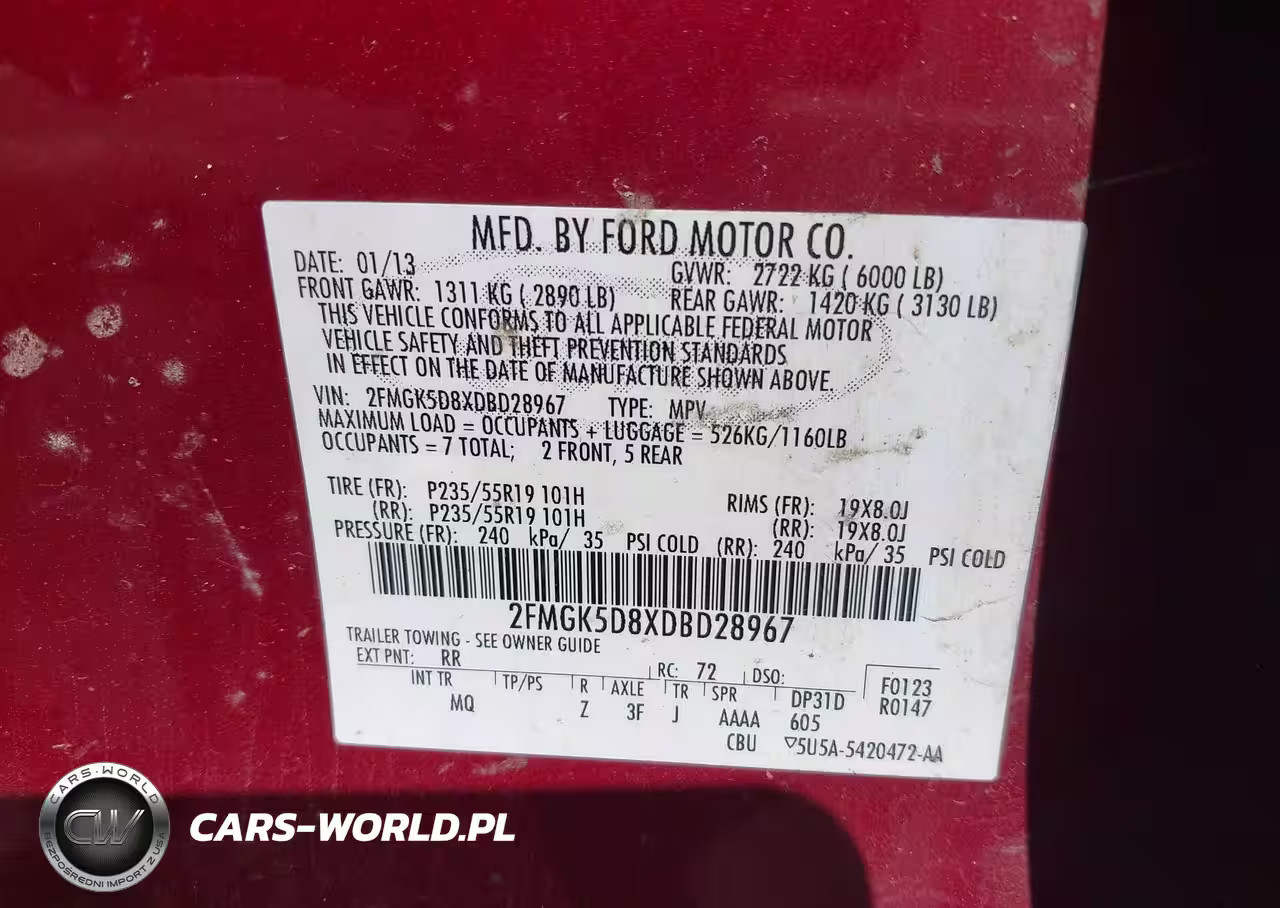 MFD. BY FORD MOTOR CO.
DATE: 01/13 GVWR: 2722 KG ( 6000 LB)
FRONT GAWR: 1311 KG ( 2890 LB) REAR GAWR: 1420 KG ( 3130 LB)
THIS VEHICLE CONFORMS TO ALL APPLICABLE FEDERAL MOTOR
VEHICLE SAFETY AND THEFT PREVENTION STANDARDS
IN EFFECT ON THE DATE OF MANUFACTURE SHOWN ABOVE.
VIN: 2FMGK5D8XDBD28967 TYPE: MPV
MAXIMUM LOAD = OCCUPANTS + LUGGAGE = 526KG/1160LB
OCCUPANTS = 7 TOTAL; 2 FRONT, 5 REAR
TIRE (FR): P235/55R19 101H RIMS (FR): 19X8.0J
(RR): P235/55R19 101H (RR): 19X8.0J
PRESSURE (FR): 240 kPa/ 35 PSI COLD (RR): 240 kPa/ 35 PSI COLD
2FMGK5D8XDBD28967
TRAILER TOWING - SEE OWNER GUIDE
EXT PNT: RR RC: 72 DSO: F0123
INT TR TP/PS R AXLE TR SPR DP31D R0147
MQ Z 3F J AAAA 605
CBU ▽5U5A-5420472-AA
CARS-WORLD
CW
BEZPOŚREDNI IMPORT Z USA
CARS-WORLD.PL